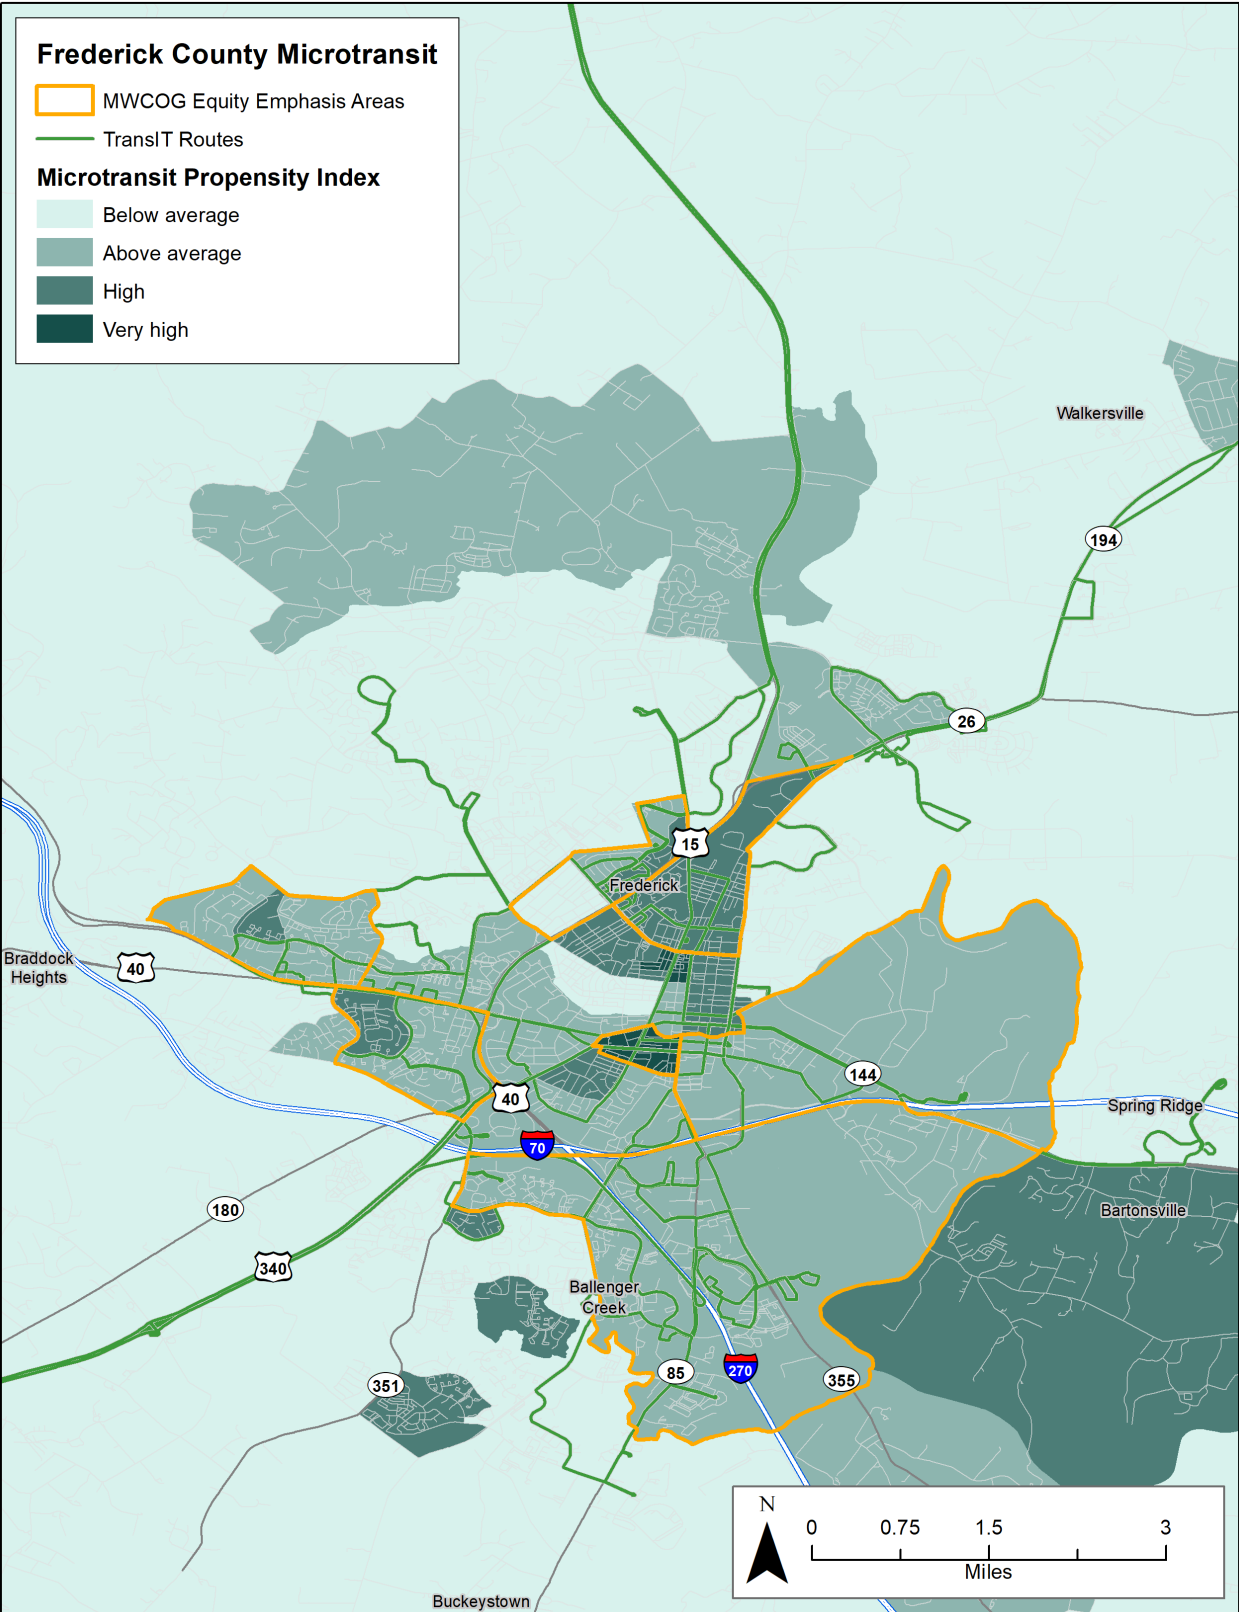 Frederick County Microtransit
MWCOG Equity Emphasis Areas
TransIT Routes
Microtransit Propensity Index
Below average
Above average
High
Very high
Walkersville
194
26
15
Frederick
Braddock
Heights
40
144
40
Spring Ridge
70
180
Bartonsville
340
Ballenger
Creek
85
270
355
351
N
0 0.75 1.5 3
Miles
Buckeystown